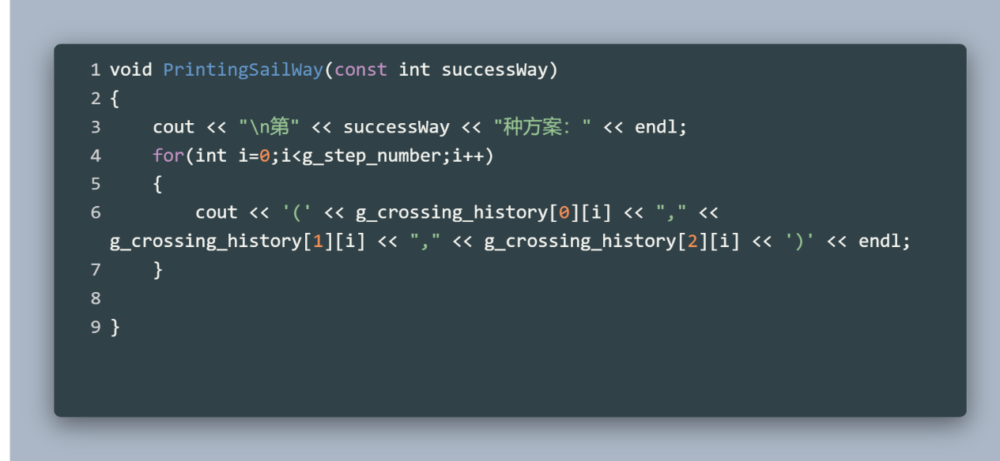 1 void PrintingSailWay(const int successWay)
2 {
3     cout << "\n第" << successWay << "种方案：" << endl;
4     for(int i=0;i<g_step_number;i++)
5     {
6         cout << '(' << g_crossing_history[0][i] << "," <<
g_crossing_history[1][i] << "," << g_crossing_history[2][i] << ')' << endl;
7     }
8
9 }